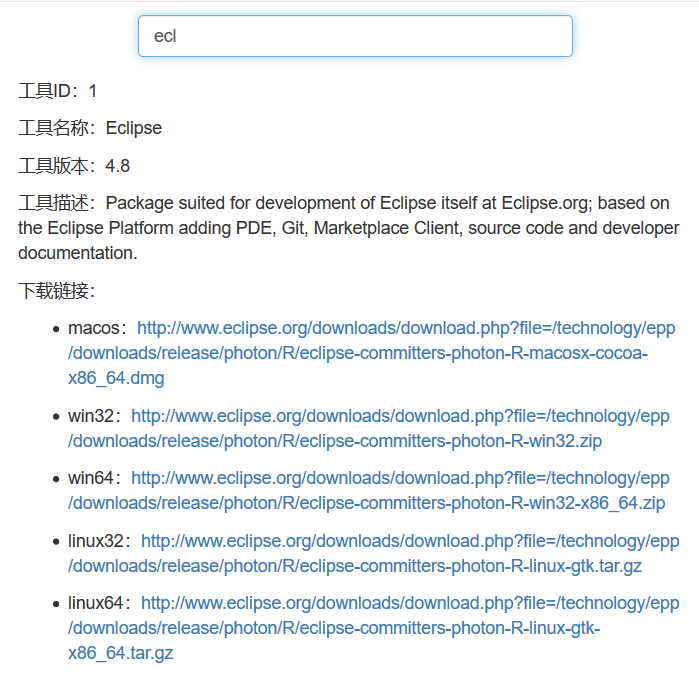 ecl
工具ID：1
工具名称：Eclipse
工具版本：4.8
工具描述：Package suited for development of Eclipse itself at Eclipse.org; based on
the Eclipse Platform adding PDE, Git, Marketplace Client, source code and developer
documentation.
下载链接：
macos：http://www.eclipse.org/downloads/download.php?file=/technology/epp
/downloads/release/photon/R/eclipse-committers-photon-R-macosx-cocoa-
x86_64.dmg
win32：http://www.eclipse.org/downloads/download.php?file=/technology/epp
/downloads/release/photon/R/eclipse-committers-photon-R-win32.zip
win64：http://www.eclipse.org/downloads/download.php?file=/technology/epp
/downloads/release/photon/R/eclipse-committers-photon-R-win32-x86_64.zip
linux32：http://www.eclipse.org/downloads/download.php?file=/technology/epp
/downloads/release/photon/R/eclipse-committers-photon-R-linux-gtk.tar.gz
linux64：http://www.eclipse.org/downloads/download.php?file=/technology/epp
/downloads/release/photon/R/eclipse-committers-photon-R-linux-gtk-
x86_64.tar.gz